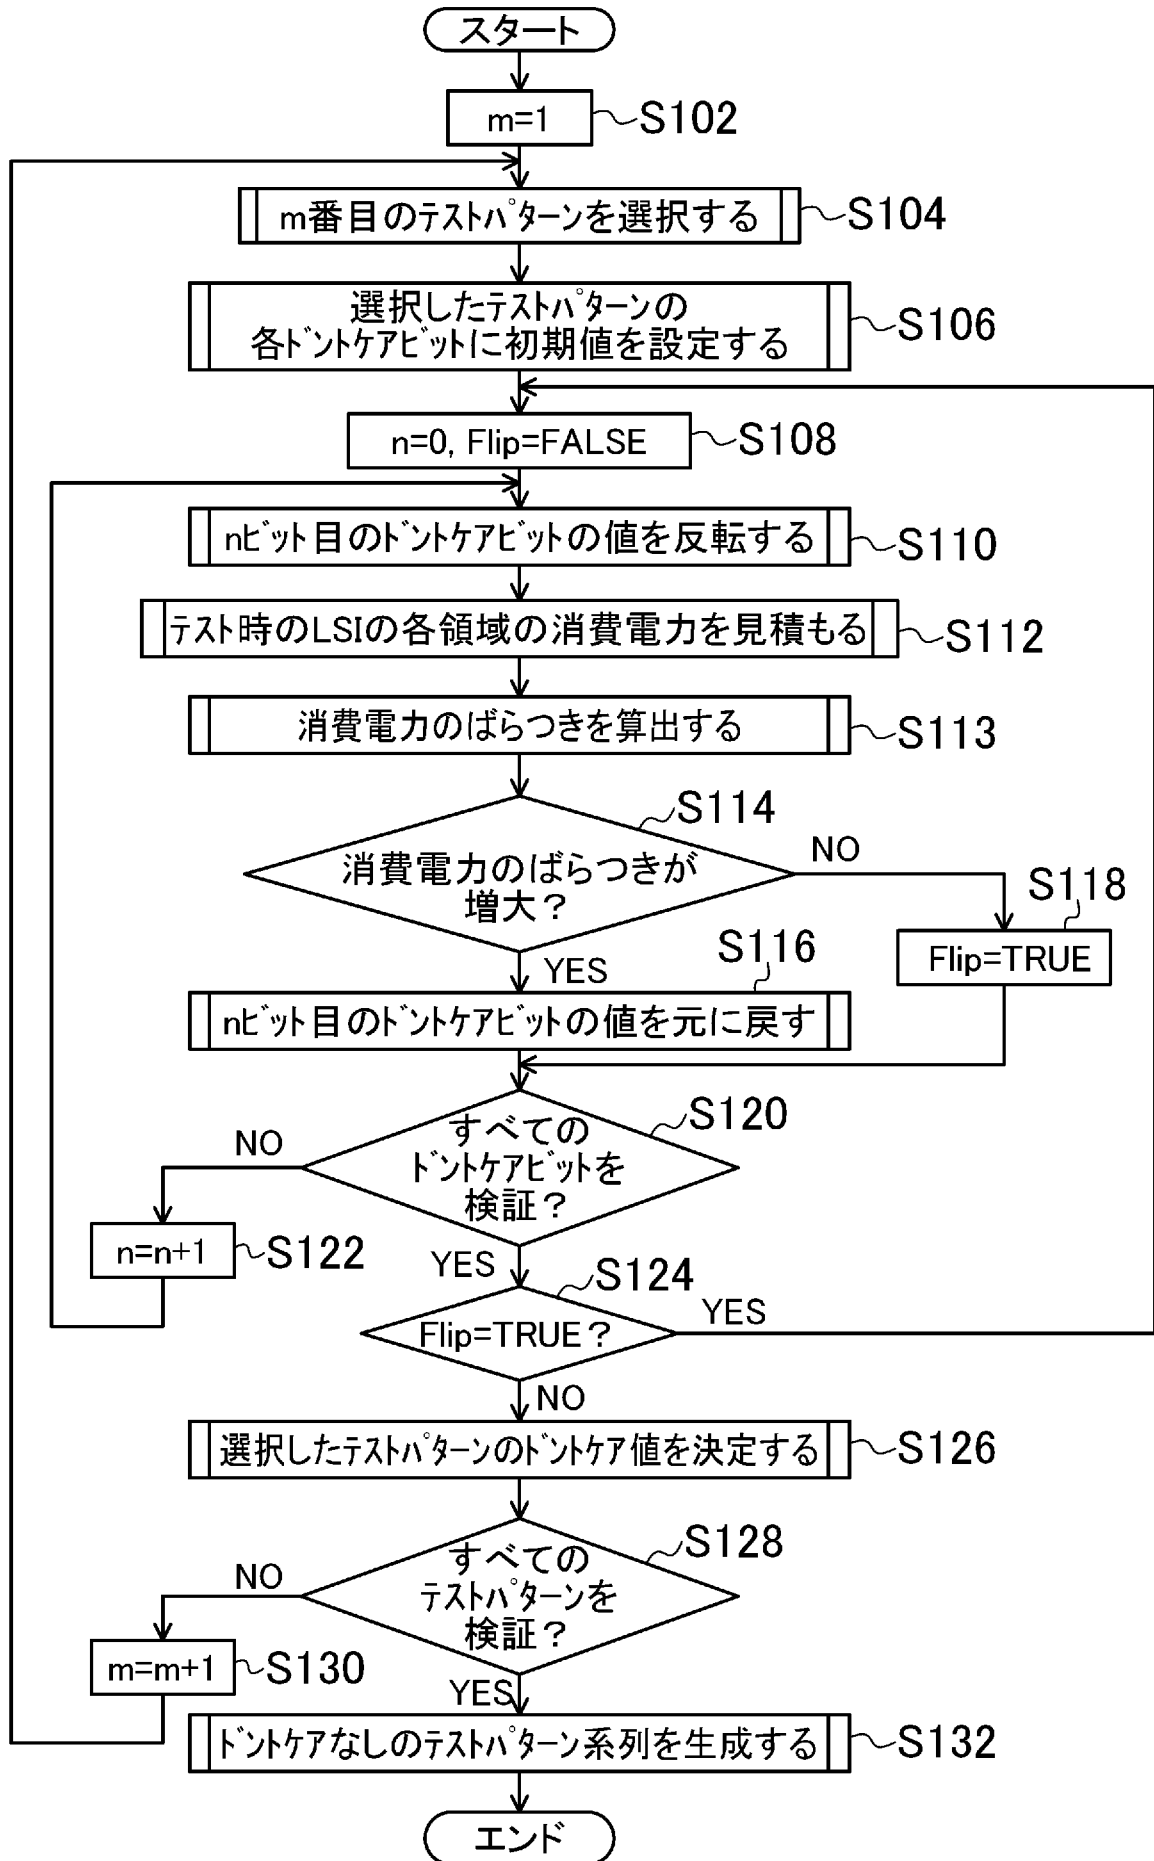 スタート
m=1
S102
m番目のテストパターンを選択する
S104
選択したテストパターンの
各ドントケアビットに初期値を設定する
S106
n=0, Flip=FALSE
S108
nビット目のドントケアビットの値を反転する
S110
テスト時のLSIの各領域の消費電力を見積もる
S112
消費電力のばらつきを算出する
S113
S114
消費電力のばらつきが
増大?
NO
S118
Flip=TRUE
YES
S116
nビット目のドントケアビットの値を元に戻す
S120
すべての
ドントケアビットを
検証?
NO
n=n+1
S122
YES
S124
Flip=TRUE?
YES
NO
選択したテストパターンのドントケア値を決定する
S126
S128
すべての
テストパターンを
検証?
NO
m=m+1
S130
YES
ドントケアなしのテストパターン系列を生成する
S132
エンド